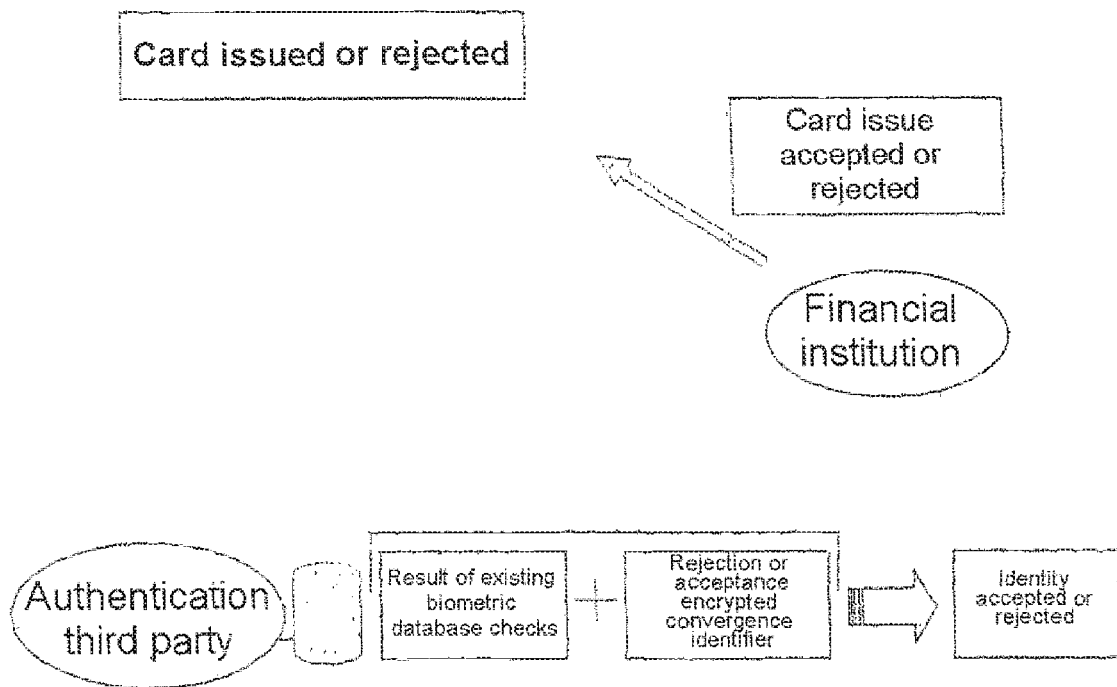 Card issued or rejected
Card issue
accepted or
rejected
Financial
institution
Authentication
third party
Result of existing
biometric
database checks
Rejection or
acceptance
encrypted
convergence
identifier
Identity
accepted or
rejected